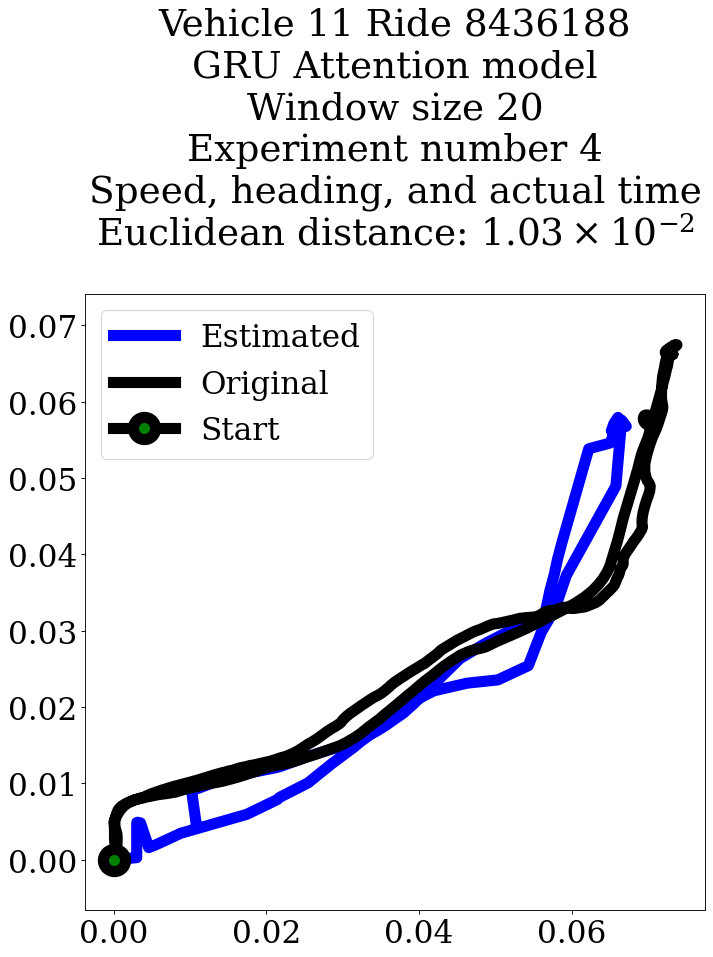 Vehicle 11 Ride 8436188
GRU Attention model
Window size 20
Experiment number 4
Speed, heading, and actual time
Euclidean distance: 1.03 × 10⁻²
Estimated
Original
Start
0.07
0.06
0.05
0.04
0.03
0.02
0.01
0.00
0.00 0.02 0.04 0.06